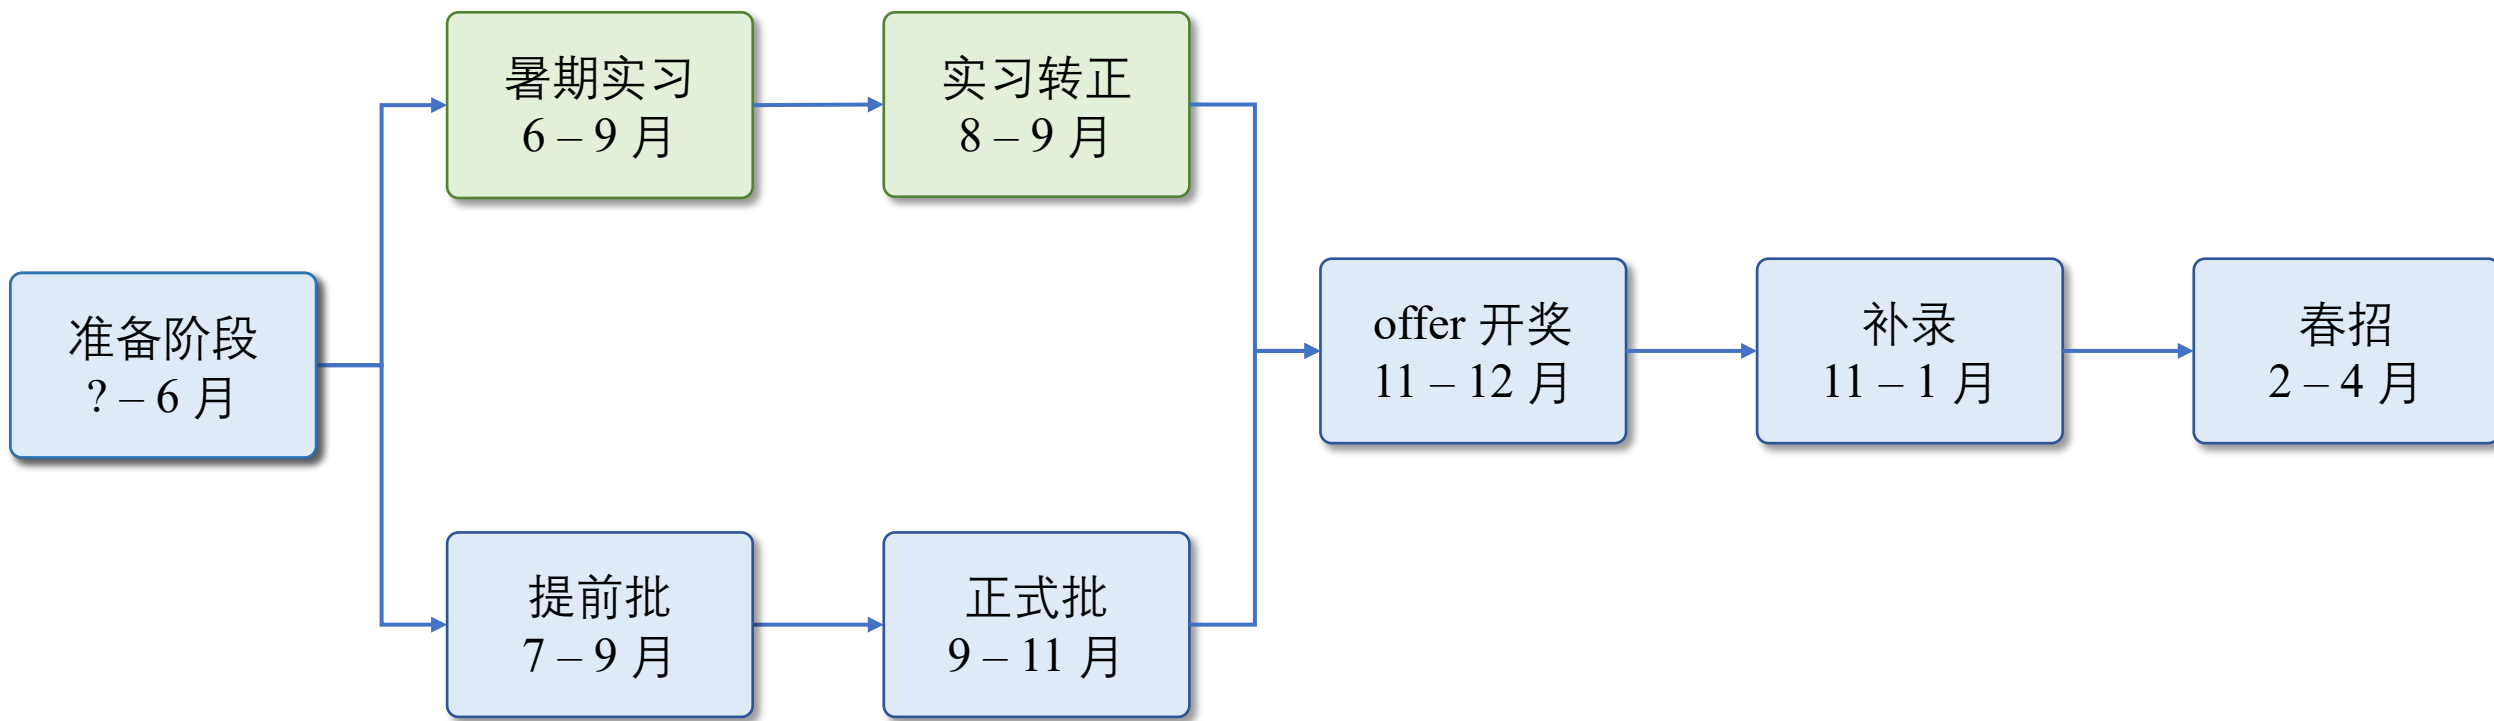 暑期实习
6 – 9 月
实习转正
8 – 9 月
准备阶段
? – 6 月
offer 开奖
11 – 12 月
补录
11 – 1 月
春招
2 – 4 月
提前批
7 – 9 月
正式批
9 – 11 月